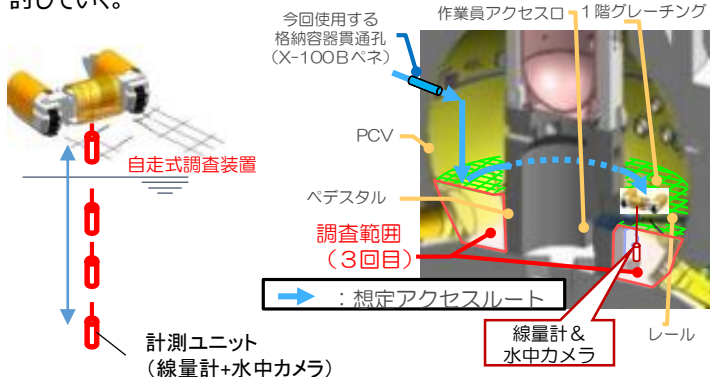 討していく。
今回使用する
格納容器貫通孔
（X-100Bペネ）
作業員アクセス口
１階グレーチング
PCV
自走式調査装置
ペデスタル
調査範囲
（３回目）
：想定アクセスルート
線量計＆
水中カメラ
レール
計測ユニット
（線量計+水中カメラ）